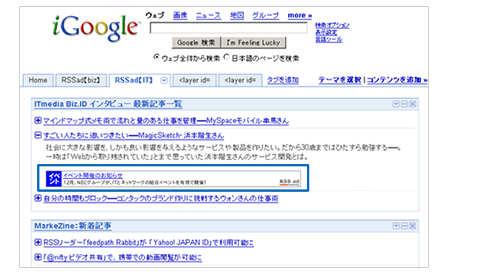 iGoogle
ウェブ 画像 ニュース 地図 グループ more »
検索オプション
表示設定
言語ツール
Google 検索 I'm Feeling Lucky
ウェブ全体から検索 日本語のページを検索
Home RSSad【biz】 RSSad【IT】 <layer id= <layer id= タブを追加 テーマを選択 | コンテンツを追加 »
ITmedia Biz.ID インタビュー 最新記事一覧
マインドマップ式メモ術で流れと量のある仕事を管理――MySpaceモバイル・串馬さん
すごい人たちに追いつきたい――MagicSketch・浜本階生さん
社会に大きな影響を、しかも良い影響を与えるようなサービスや製品を作りたい。だから30歳まではひたすら勉強する――。
一時は「Webから取り残されていた」とまで思っていた浜本階生さんのサービス開発とは。
イベント イベント開催のお知らせ
12月、NECグループが、ITとネットワークの総合イベントを有明で開催! RSS ad
自分の時間もブロック――コンタックのブランド作りに挑戦するウォンさんの仕事術
MarkeZine:新着記事
RSSリーダー「feedpath Rabbit」が「Yahoo! JAPAN ID」で利用可能に
「@nifty ビデオ共有」で、携帯での動画閲覧が可能に